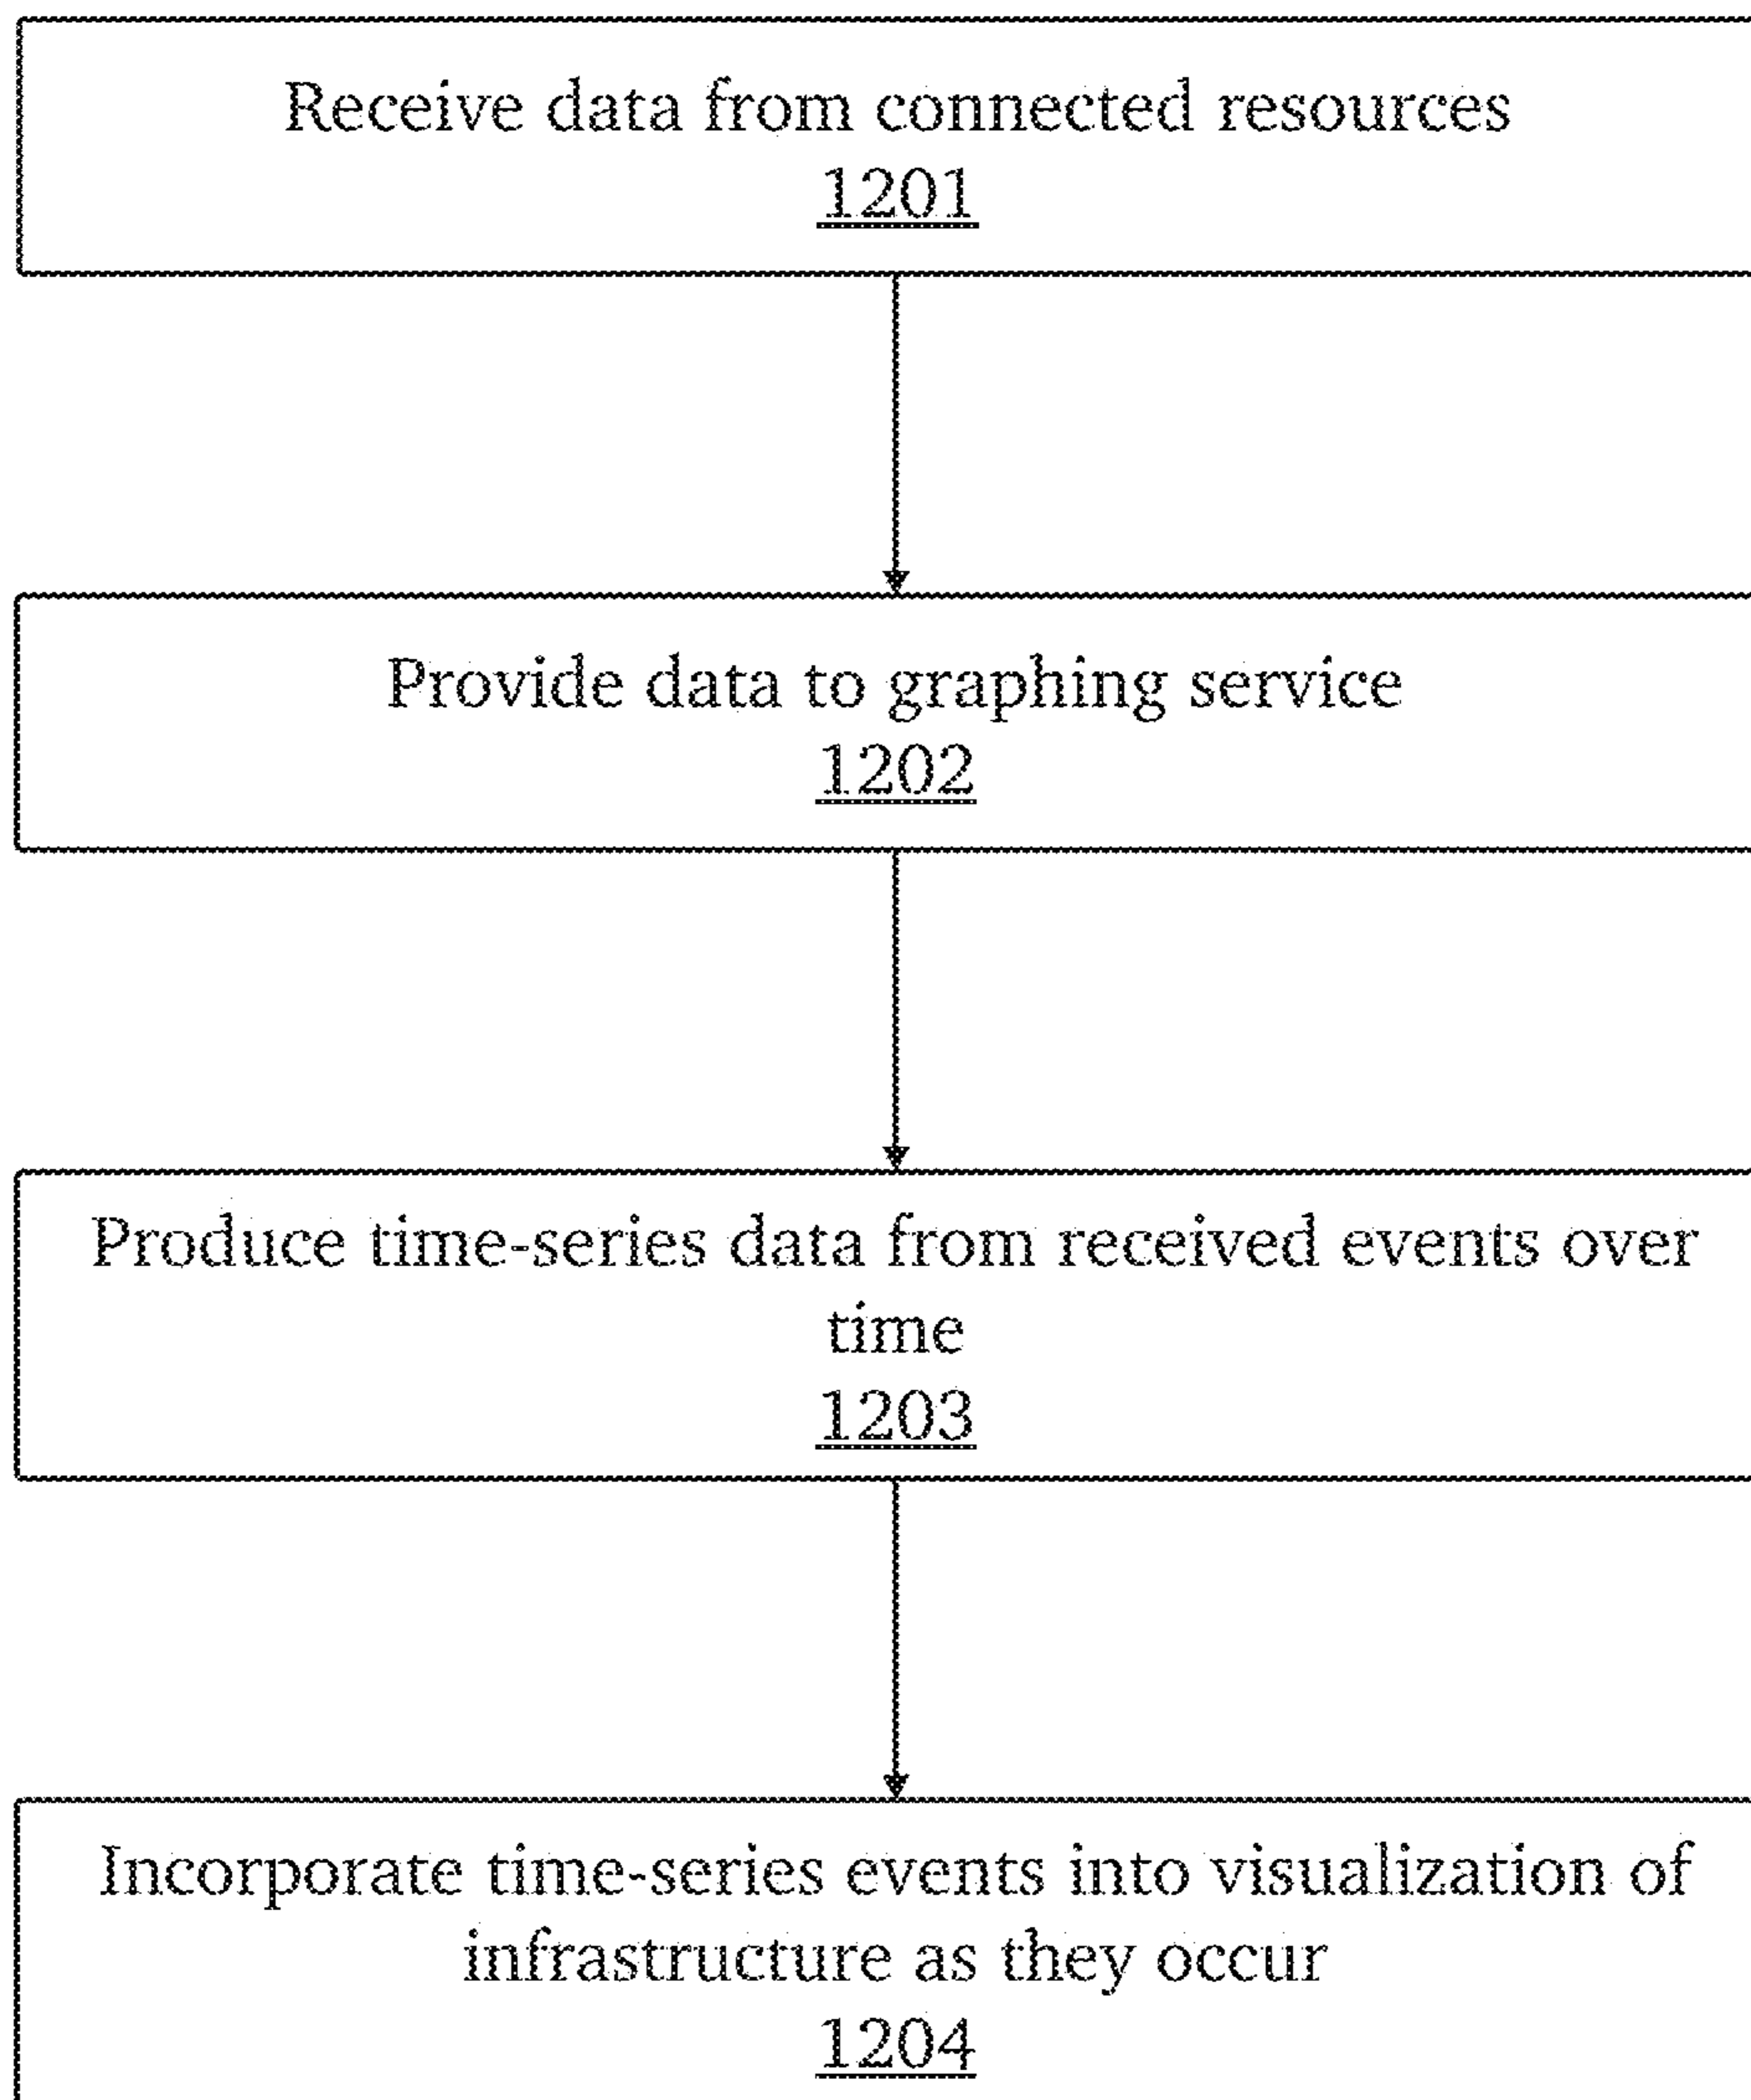 Receive data from connected resources
1201
Provide data to graphing service
1202
Produce time-series data from received events over
time
1203
Incorporate time-series events into visualization of
infrastructure as they occur
1204